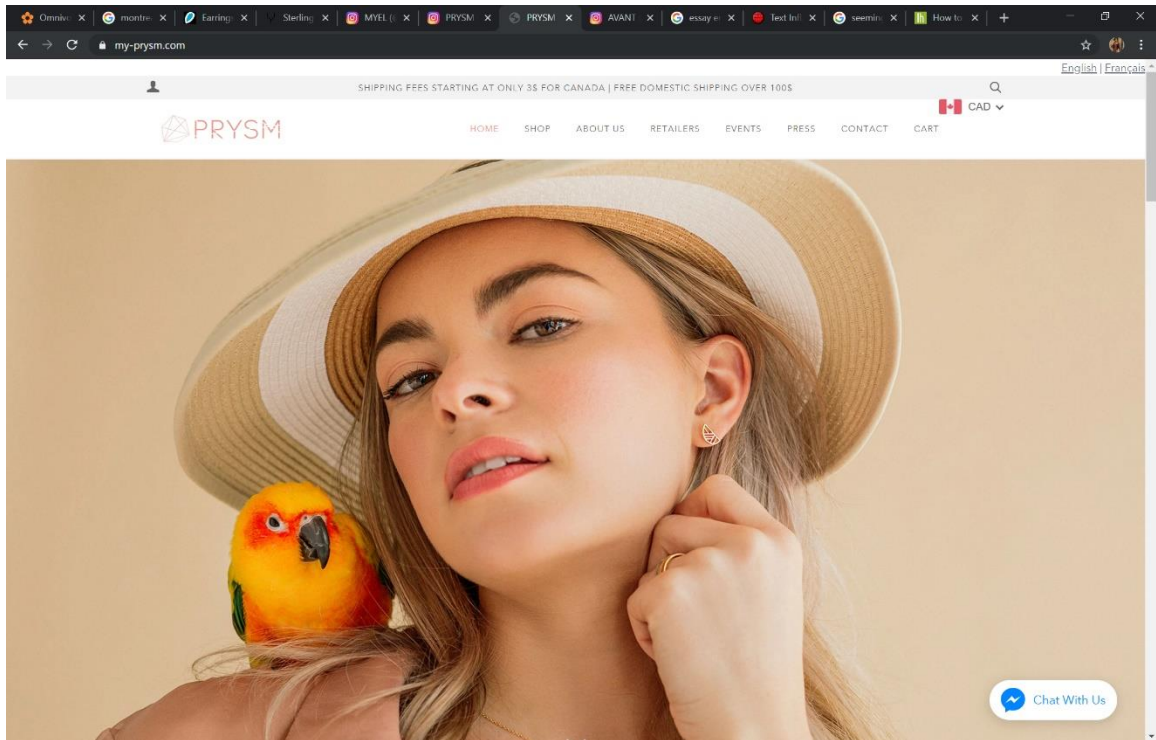 Omnivo
montre
Earring
Sterling
MYEL (
PRYSM
PRYSM
AVANT
essay e
Text Infl
seemin
How to
my-prysm.com
English | Français
SHIPPING FEES STARTING AT ONLY 3$ FOR CANADA | FREE DOMESTIC SHIPPING OVER 100$
CAD
PRYSM
HOME SHOP ABOUT US RETAILERS EVENTS PRESS CONTACT CART
Chat With Us